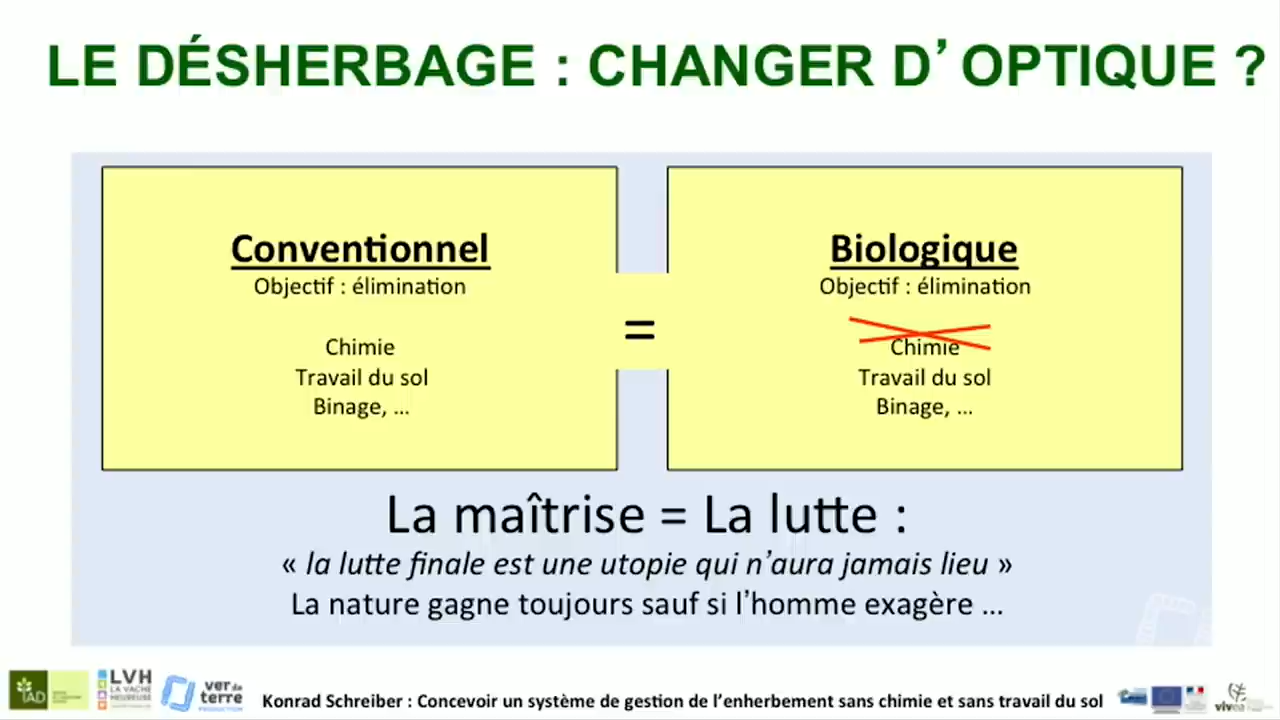 LE DÉSHERBAGE : CHANGER D’OPTIQUE ?
Conventionnel
Objectif : élimination
Chimie
Travail du sol
Binage, ...
=
Biologique
Objectif : élimination
Chimie
Travail du sol
Binage, ...
La maîtrise = La lutte :
« la lutte finale est une utopie qui n’aura jamais lieu »
La nature gagne toujours sauf si l’homme exagère ...
IAD
LVH
LA VACHE
HEUREUSE
ver de
terre
PRODUCTION
Konrad Schreiber : Concevoir un système de gestion de l’enherbement sans chimie et sans travail du sol
vivea